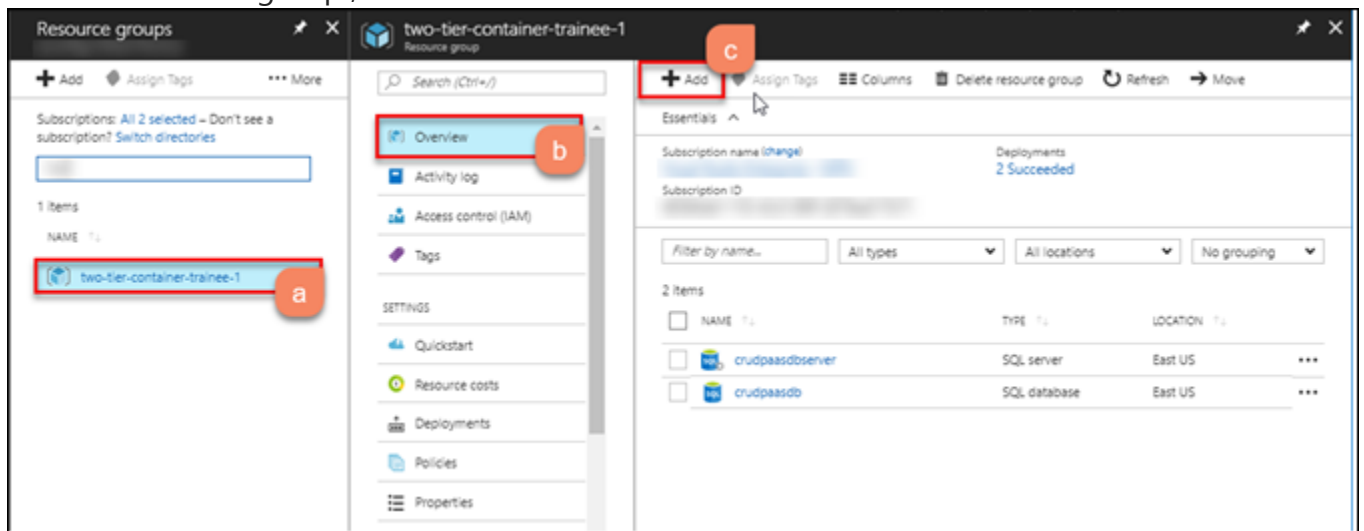 Resource groups
two-tier-container-trainee-1
Resource group
c
+ Add Assign Tags ••• More
Search (Ctrl+/)
+ Add Assign Tags Columns Delete resource group Refresh → Move
Subscriptions: All 2 selected – Don't see a
subscription? Switch directories
1 items
NAME ↑↓
two-tier-container-trainee-1
a
Overview
b
Activity log
Access control (IAM)
Tags
SETTINGS
Quickstart
Resource costs
Deployments
Policies
Properties
Essentials
Subscription name (change)
Deployments
2 Succeeded
Subscription ID
Filter by name... All types All locations No grouping
2 items
NAME ↑↓ TYPE ↑↓ LOCATION ↑↓
crudpaasdbserver SQL server East US •••
crudpaasdb SQL database East US •••